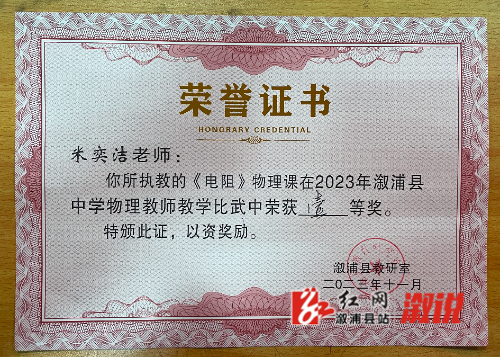 荣誉证书
HONORARY CREDENTIAL
米奕洁老师：
你所执教的《电阻》物理课在2023年溆浦县
中学物理教师教学比武中荣获 壹 等奖。
特颁此证，以资奖励。
溆浦县教研室
二〇二三年十一月
红网
溆浦县站
溆浦